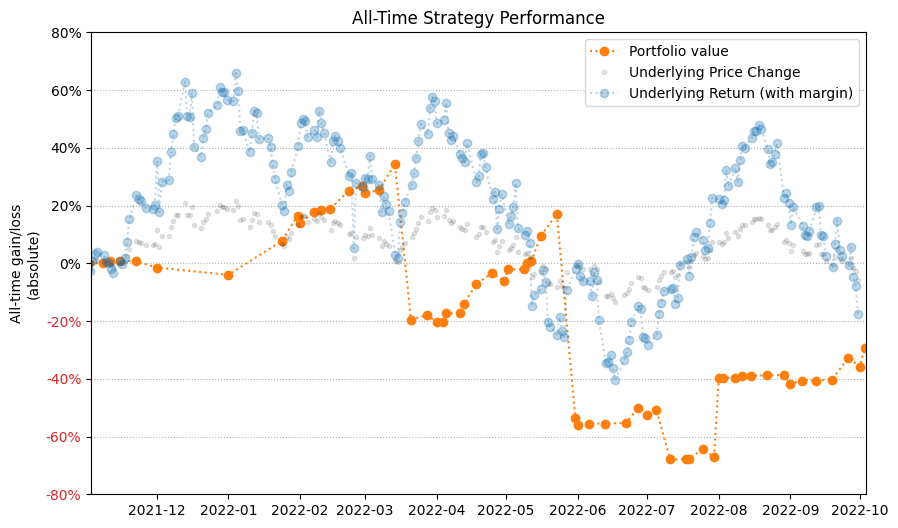 All-Time Strategy Performance
Portfolio value
Underlying Price Change
Underlying Return (with margin)
All-time gain/loss
(absolute)
80%
60%
40%
20%
0%
-20%
-40%
-60%
-80%
2021-12 2022-01 2022-02 2022-03 2022-04 2022-05 2022-06 2022-07 2022-08 2022-09 2022-10